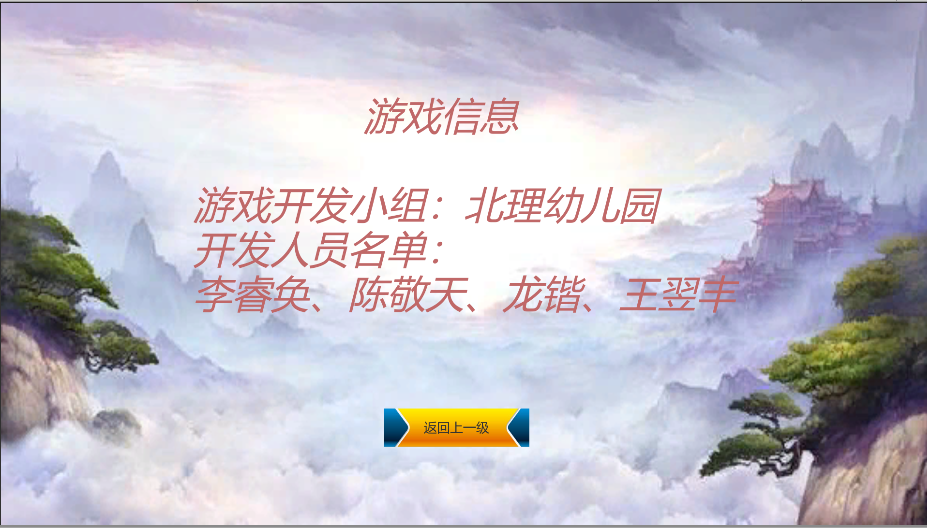 游戏信息
游戏开发小组：北理幼儿园
开发人员名单：
李睿奂、陈敬天、龙锴、王翌丰
返回上一级